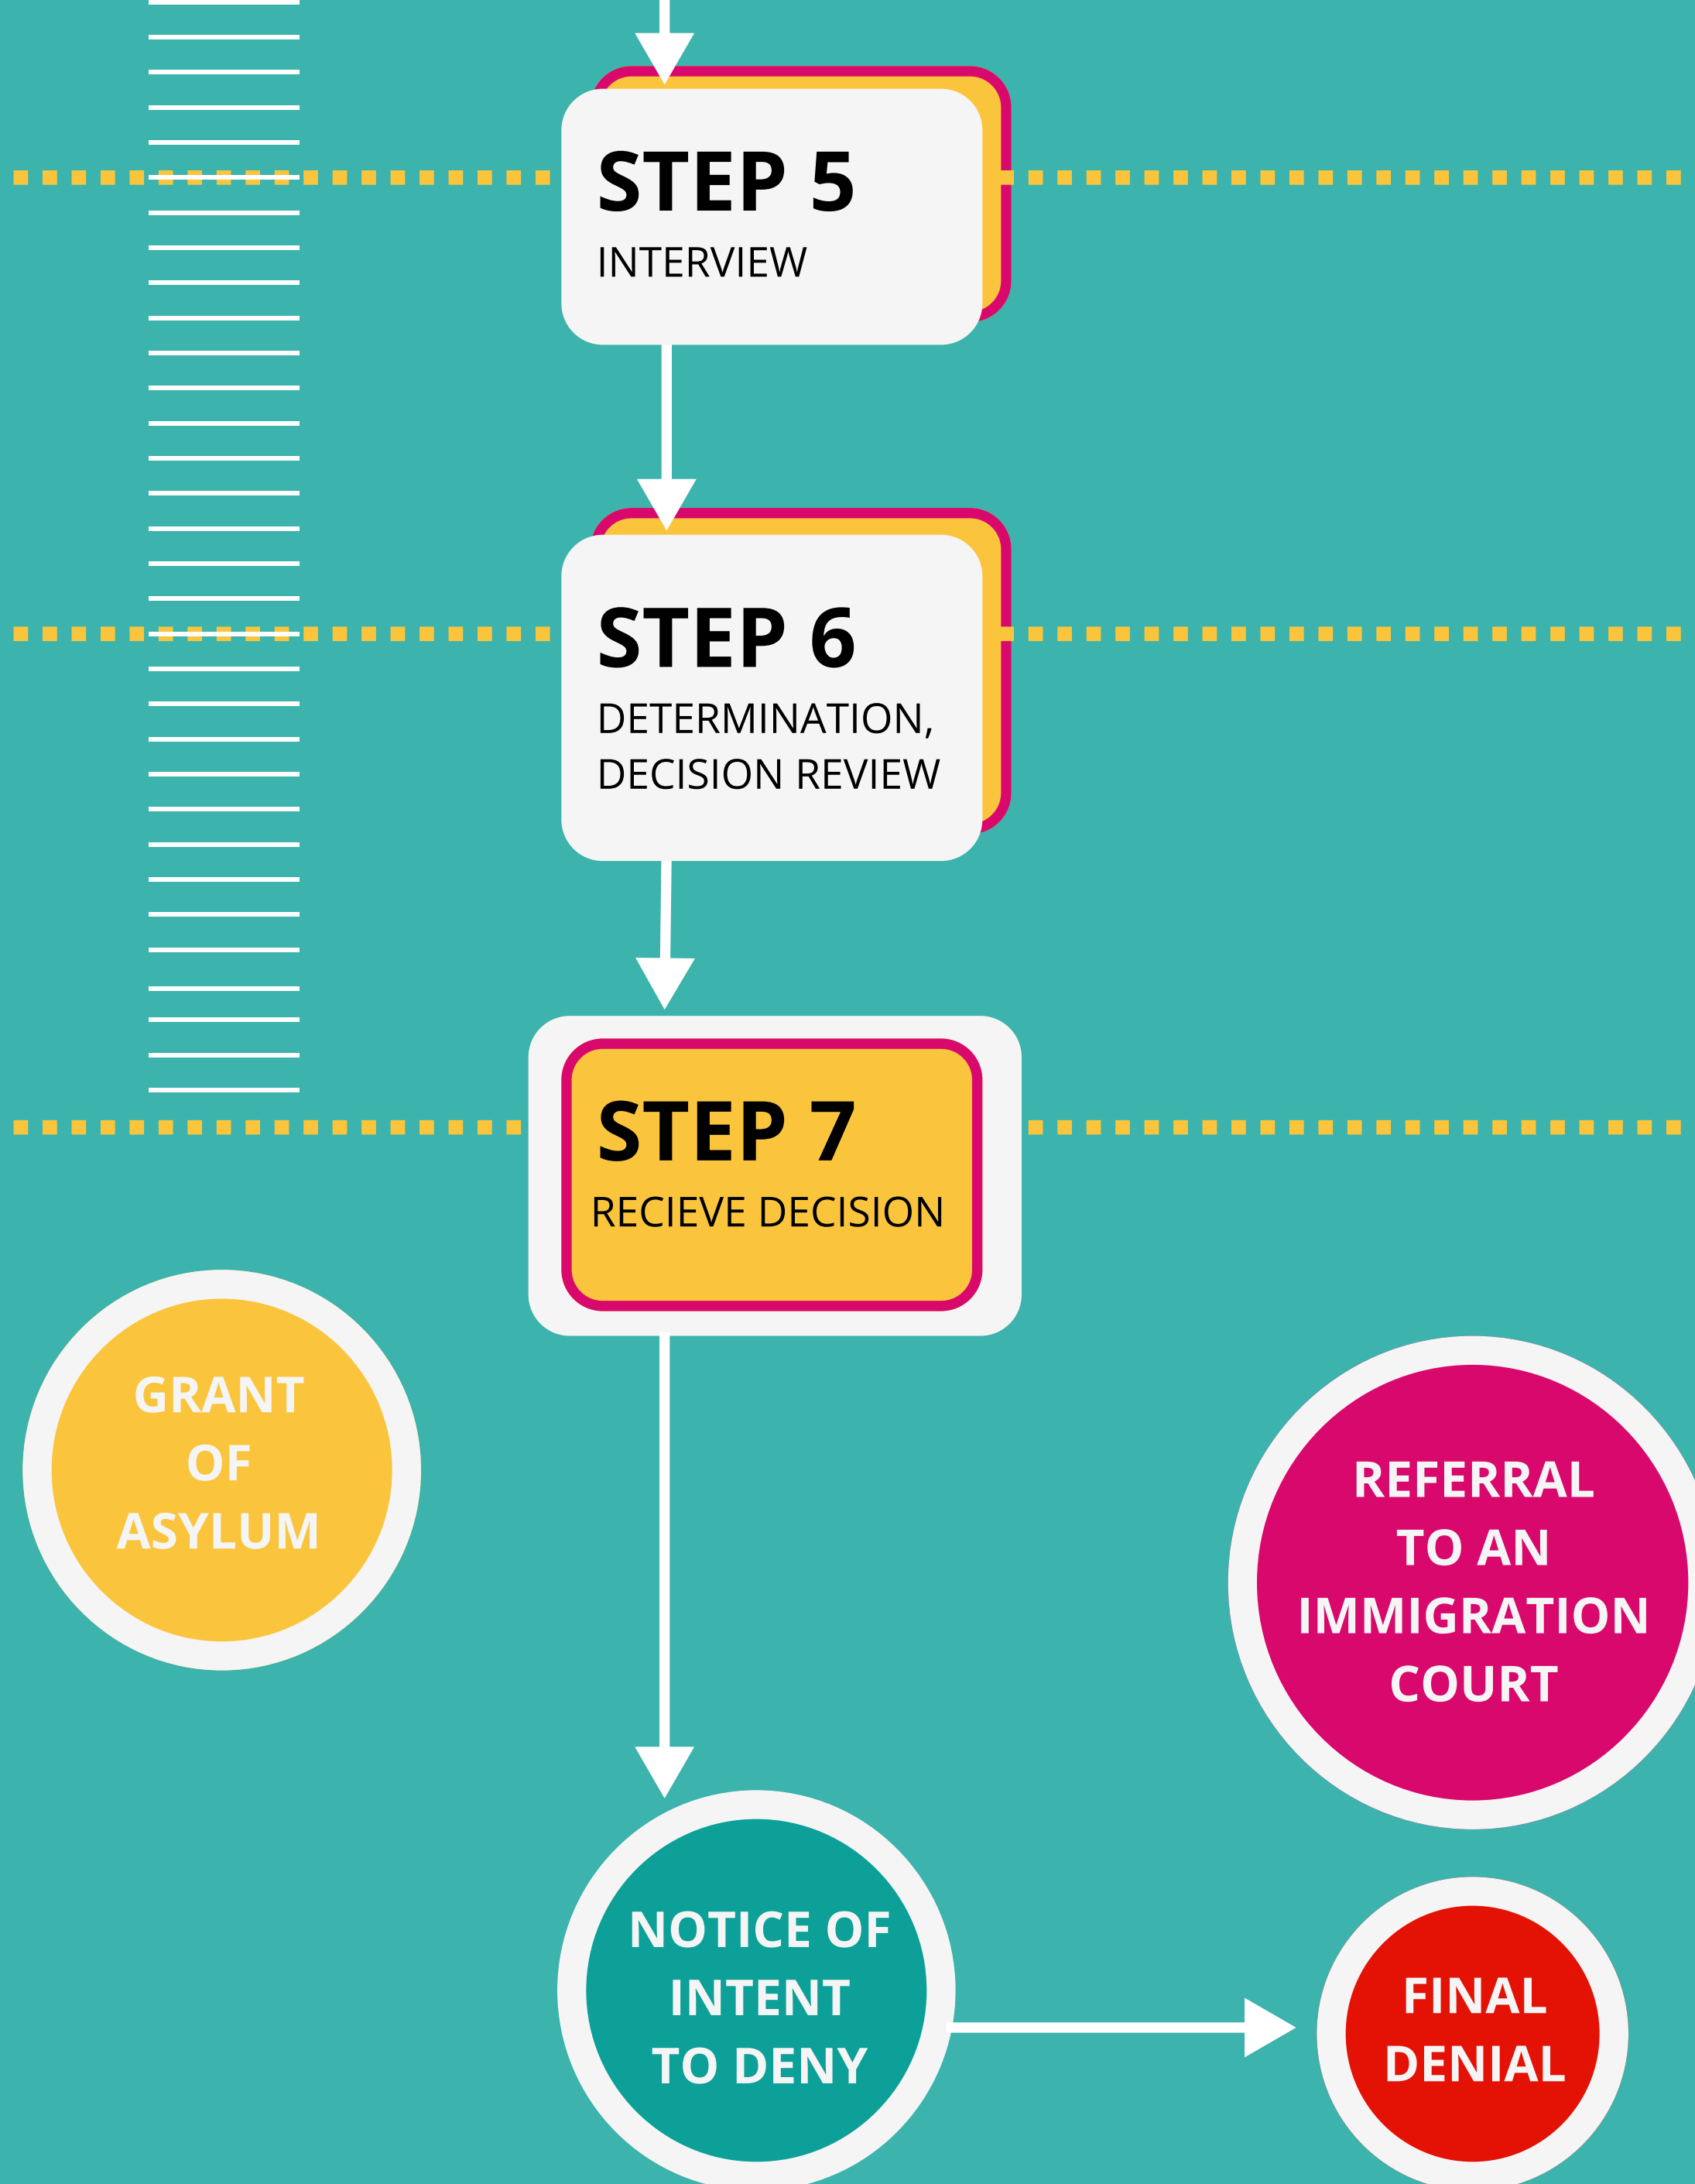 STEP 5
INTERVIEW
STEP 6
DETERMINATION,
DECISION REVIEW
STEP 7
RECIEVE DECISION
GRANT
OF
ASYLUM
REFERRAL
TO AN
IMMIGRATION
COURT
NOTICE OF
INTENT
TO DENY
FINAL
DENIAL